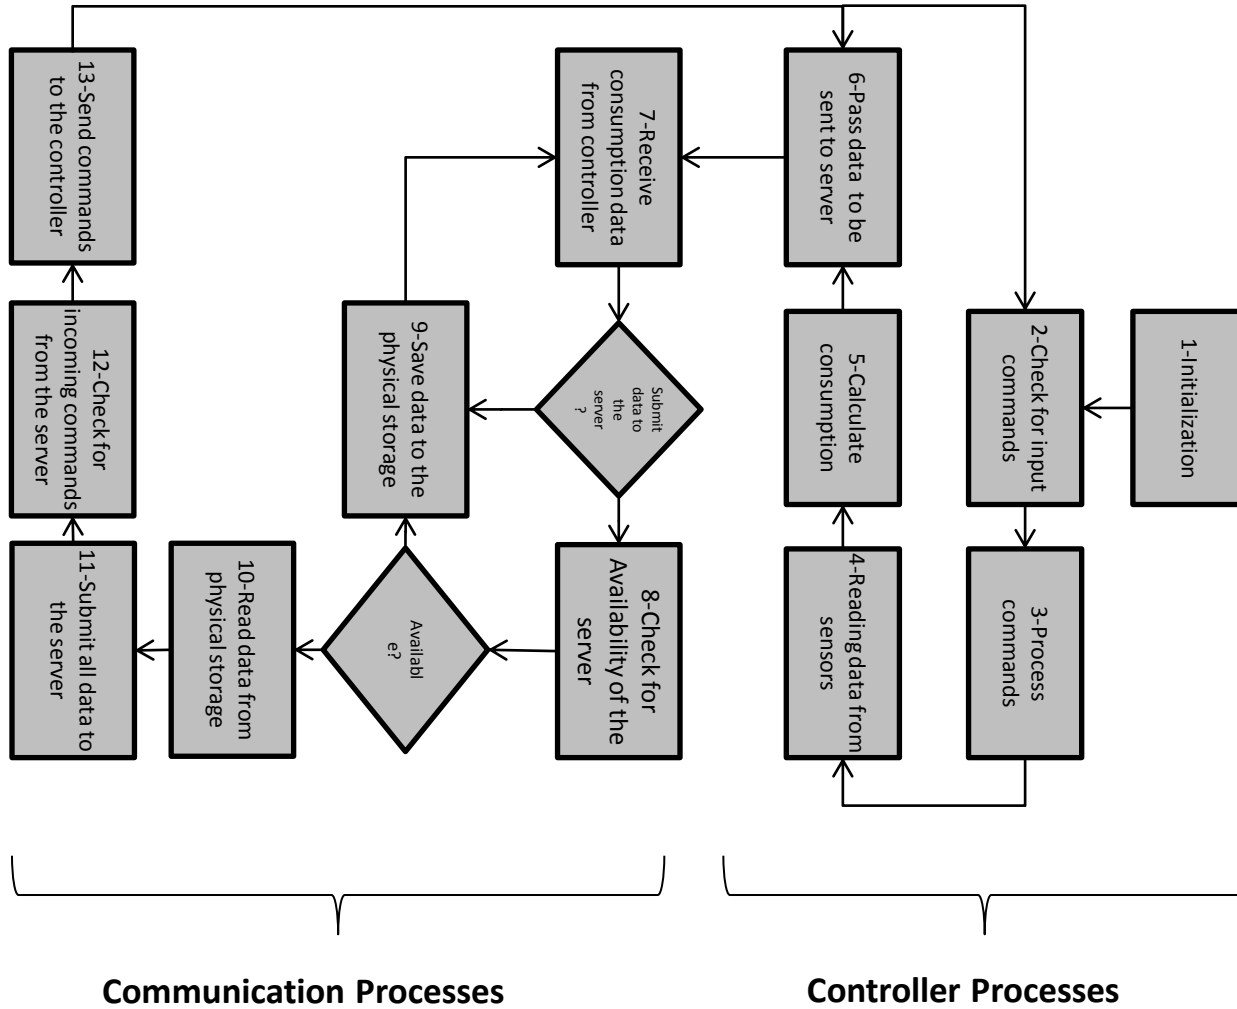 1-Initialization
2-Check for input
commands
3-Process
commands
4-Reading data from
sensors
5-Calculate
consumption
6-Pass data to be
sent to server
7-Receive
consumption data
from controller
Submit
data to
the
server
?
8-Check for
Availability of the
server
Availabl
e?
9-Save data to the
physical storage
10-Read data from
physical storage
11-Submit all data to
the server
12-Check for
incoming commands
from the server
13-Send commands
to the controller
Communication Processes
Controller Processes